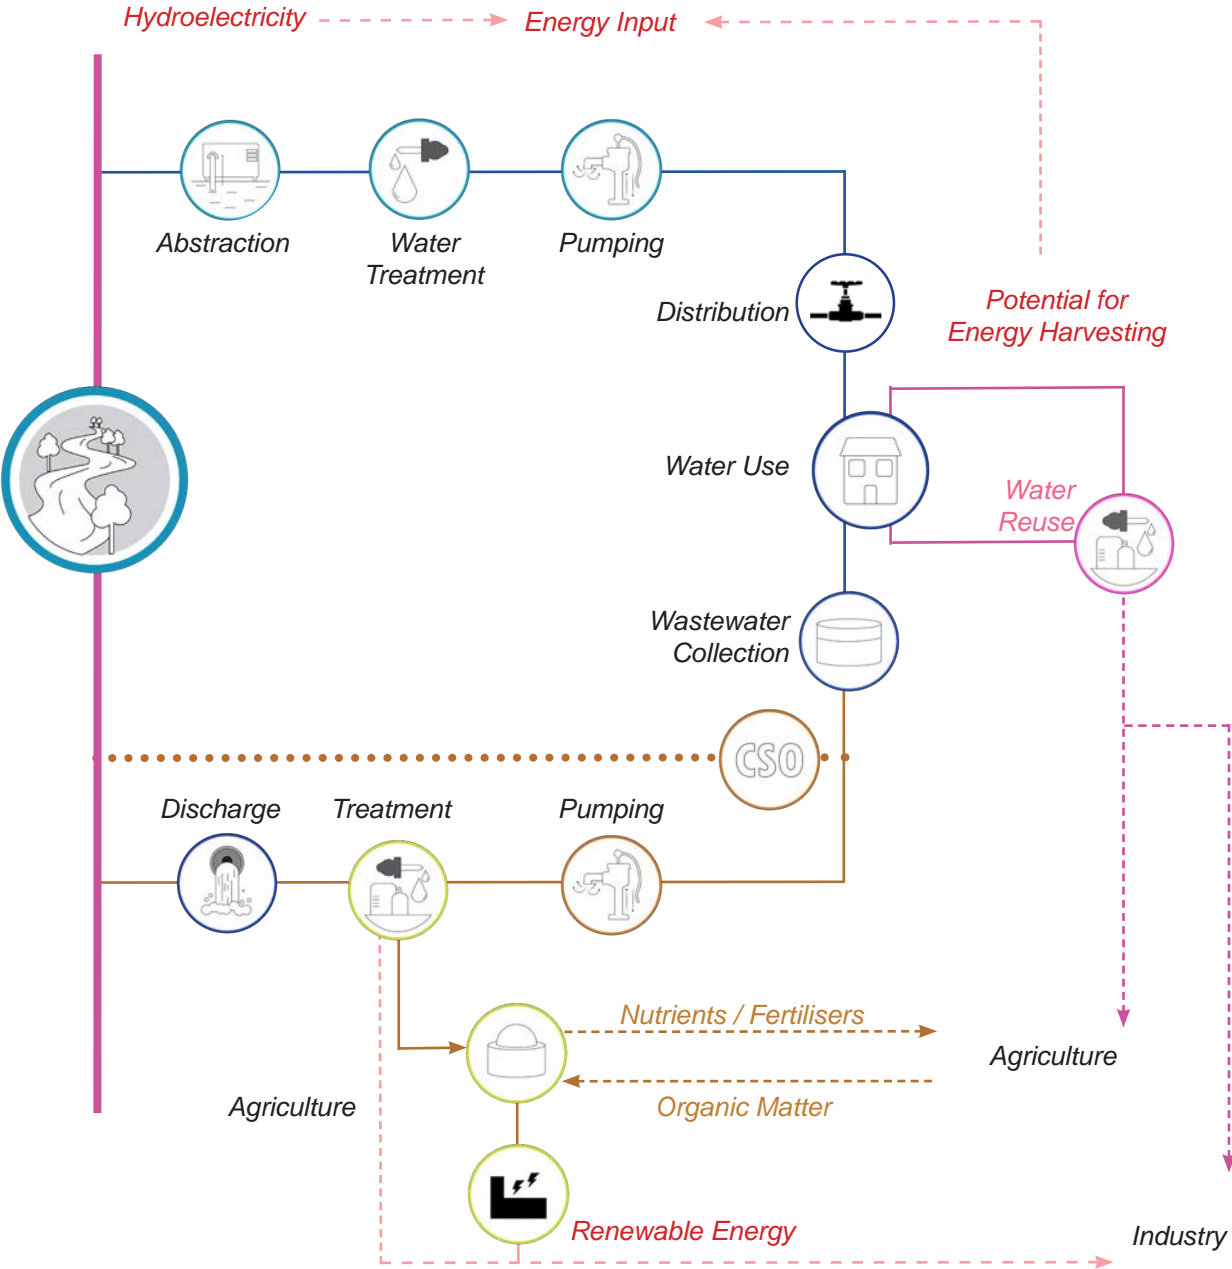 Hydroelectricity
Energy Input
Abstraction
Water
Treatment
Pumping
Distribution
Potential for
Energy Harvesting
Water Use
Water
Reuse
Wastewater
Collection
CSO
Discharge
Treatment
Pumping
Nutrients / Fertilisers
Agriculture
Organic Matter
Agriculture
Renewable Energy
Industry